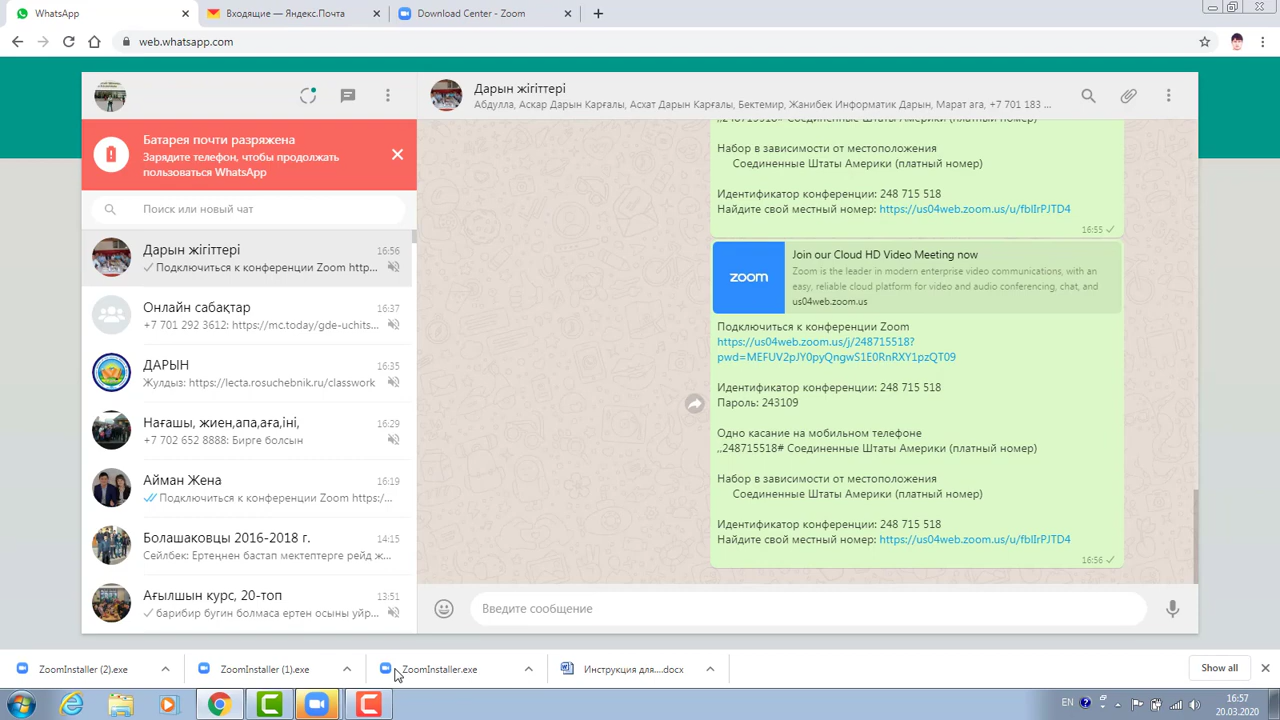 WhatsApp
Входящие — Яндекс.Почта
Download Center - Zoom
web.whatsapp.com
Батарея почти разряжена
Зарядите телефон, чтобы продолжать
пользоваться WhatsApp
Поиск или новый чат
Дарын жігіттері 16:56
Подключиться к конференции Zoom http...
Онлайн сабақтар 16:37
+7 701 292 3612: https://mc.today/gde-uchits...
ДАРЫН 16:35
Жулдыз: https://lecta.rosuchebnik.ru/classwork
Нағашы, жиен,апа,аға,іні, 16:29
+7 702 652 8888: Бирге болсын
Айман Жена 16:19
Подключиться к конференции Zoom https:/...
Болашаковцы 2016-2018 г. 14:15
Сейлбек: Ертеңнен бастап мектептерге рейд ж...
Ағылшын курс, 20-топ 13:51
барибир бугин болмаса ертен осыны уйр...
Дарын жігіттері
Абдулла, Асқар Дарын Карғалы, Асхат Дарын Карғалы, Бектемир, Жанибек Информатик Дарын, Марат ага, +7 701 183 ...
,,248715518# Соединенные Штаты Америки (платный номер)
Набор в зависимости от местоположения
Соединенные Штаты Америки (платный номер)
Идентификатор конференции: 248 715 518
Найдите свой местный номер: https://us04web.zoom.us/u/fbIlrPJTD4
16:55
zoom
Join our Cloud HD Video Meeting now
Zoom is the leader in modern enterprise video communications, with an
easy, reliable cloud platform for video and audio conferencing, chat, and
us04web.zoom.us
Подключиться к конференции Zoom
https://us04web.zoom.us/j/248715518?
pwd=MEFUV2pJY0pyQngwS1E0RnRXY1pzQT09
Идентификатор конференции: 248 715 518
Пароль: 243109
Одно касание на мобильном телефоне
,,248715518# Соединенные Штаты Америки (платный номер)
Набор в зависимости от местоположения
Соединенные Штаты Америки (платный номер)
Идентификатор конференции: 248 715 518
Найдите свой местный номер: https://us04web.zoom.us/u/fbIlrPJTD4
16:56
Введите сообщение
ZoomInstaller (2).exe
ZoomInstaller (1).exe
ZoomInstaller.exe
Инструкция для....docx
Show all
EN
16:57
20.03.2020